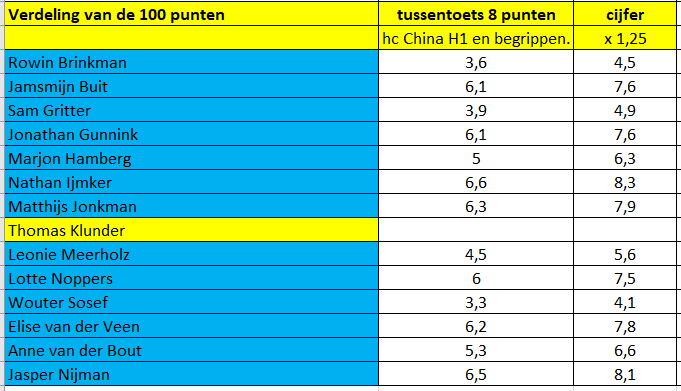 Verdeling van de 100 punten tussentoets 8 punten cijfer
hc China H1 en begrippen. x 1,25
Rowin Brinkman 3,6 4,5
Jamsmijn Buit 6,1 7,6
Sam Gritter 3,9 4,9
Jonathan Gunnink 6,1 7,6
Marjon Hamberg 5 6,3
Nathan Ijmker 6,6 8,3
Matthijs Jonkman 6,3 7,9
Thomas Klunder
Leonie Meerholz 4,5 5,6
Lotte Noppers 6 7,5
Wouter Sosef 3,3 4,1
Elise van der Veen 6,2 7,8
Anne van der Bout 5,3 6,6
Jasper Nijman 6,5 8,1